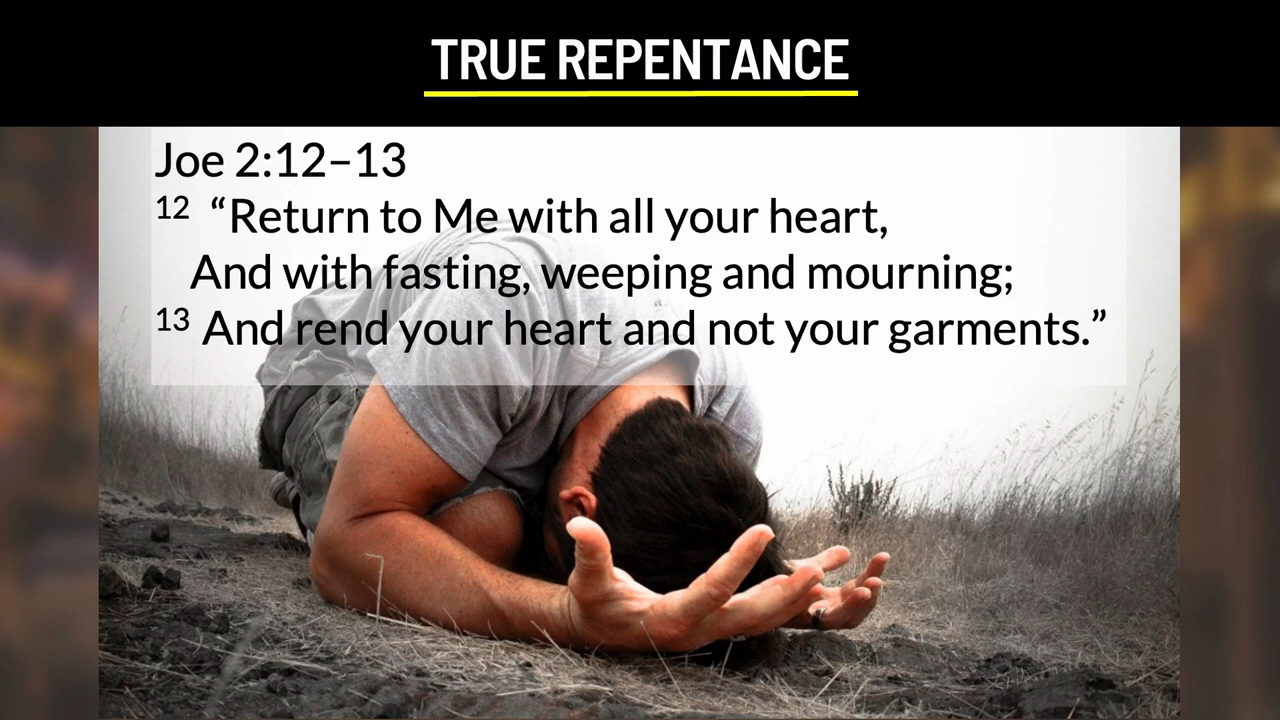 TRUE REPENTANCE
Joe 2:12–13
12 “Return to Me with all your heart,
And with fasting, weeping and mourning;
13 And rend your heart and not your garments.”